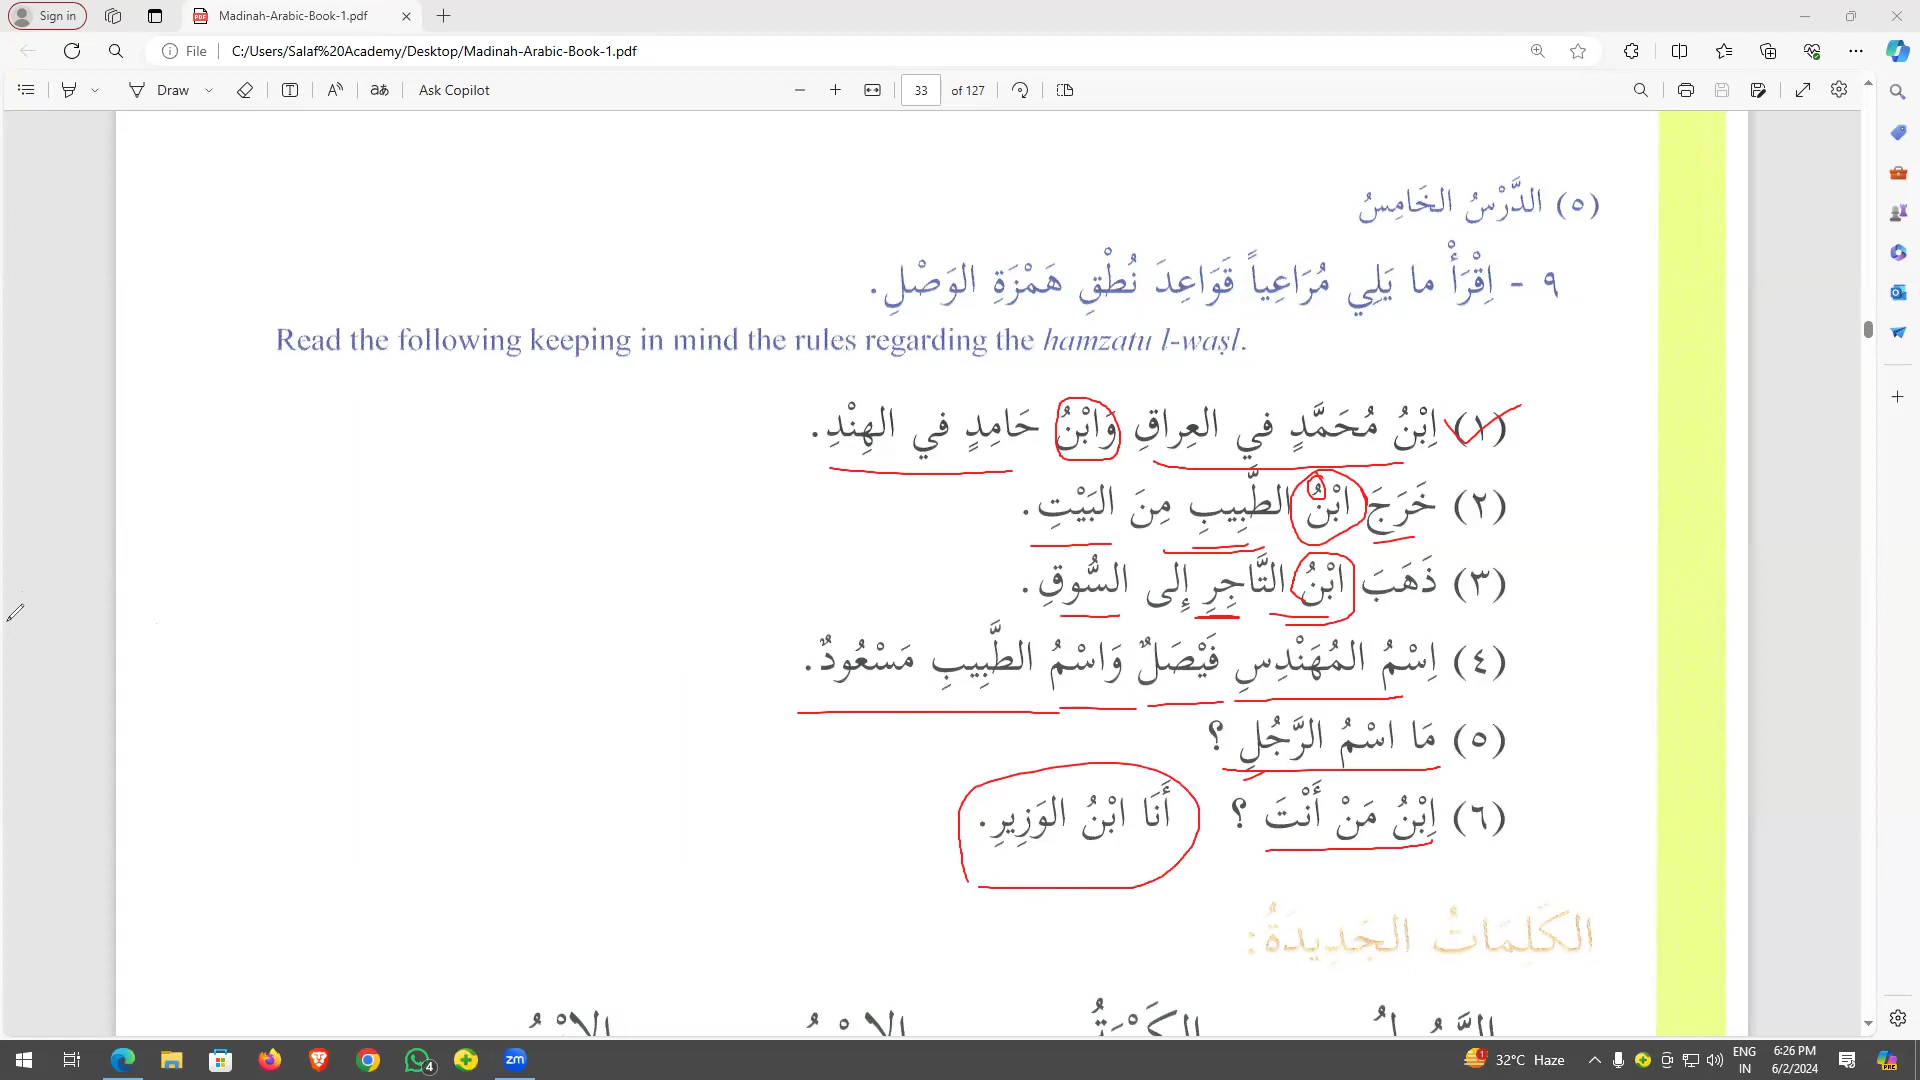 Sign in
Madinah-Arabic-Book-1.pdf
File C:/Users/Salaf%20Academy/Desktop/Madinah-Arabic-Book-1.pdf
Draw aあ Ask Copilot 33 of 127
(٥) الدَّرْسُ الخَامِسُ
٩ - اِقْرَأْ ما يَلِي مُرَاعِياً قَوَاعِدَ نُطْقِ هَمْزَةِ الوَصْلِ.
Read the following keeping in mind the rules regarding the hamzatu l-waṣl.
(١) اِبْنُ مُحَمَّدٍ في العِراقِ وَابْنُ حَامِدٍ في الهِنْدِ.
(٢) خَرَجَ ابْنُ الطَّبِيبِ مِنَ البَيْتِ.
(٣) ذَهَبَ ابْنُ التَّاجِرِ إِلى السُّوقِ.
(٤) اِسْمُ المُهَنْدِسِ فَيْصَلٌ وَاسْمُ الطَّبِيبِ مَسْعُودٌ.
(٥) مَا اسْمُ الرَّجُلِ ؟
(٦) اِبْنُ مَنْ أَنْتَ ؟ أَنَا ابْنُ الوَزِيرِ.
الكَلِمَاتُ الجَدِيدَةُ:
4
32°C Haze
ENG
IN
6:26 PM
6/2/2024